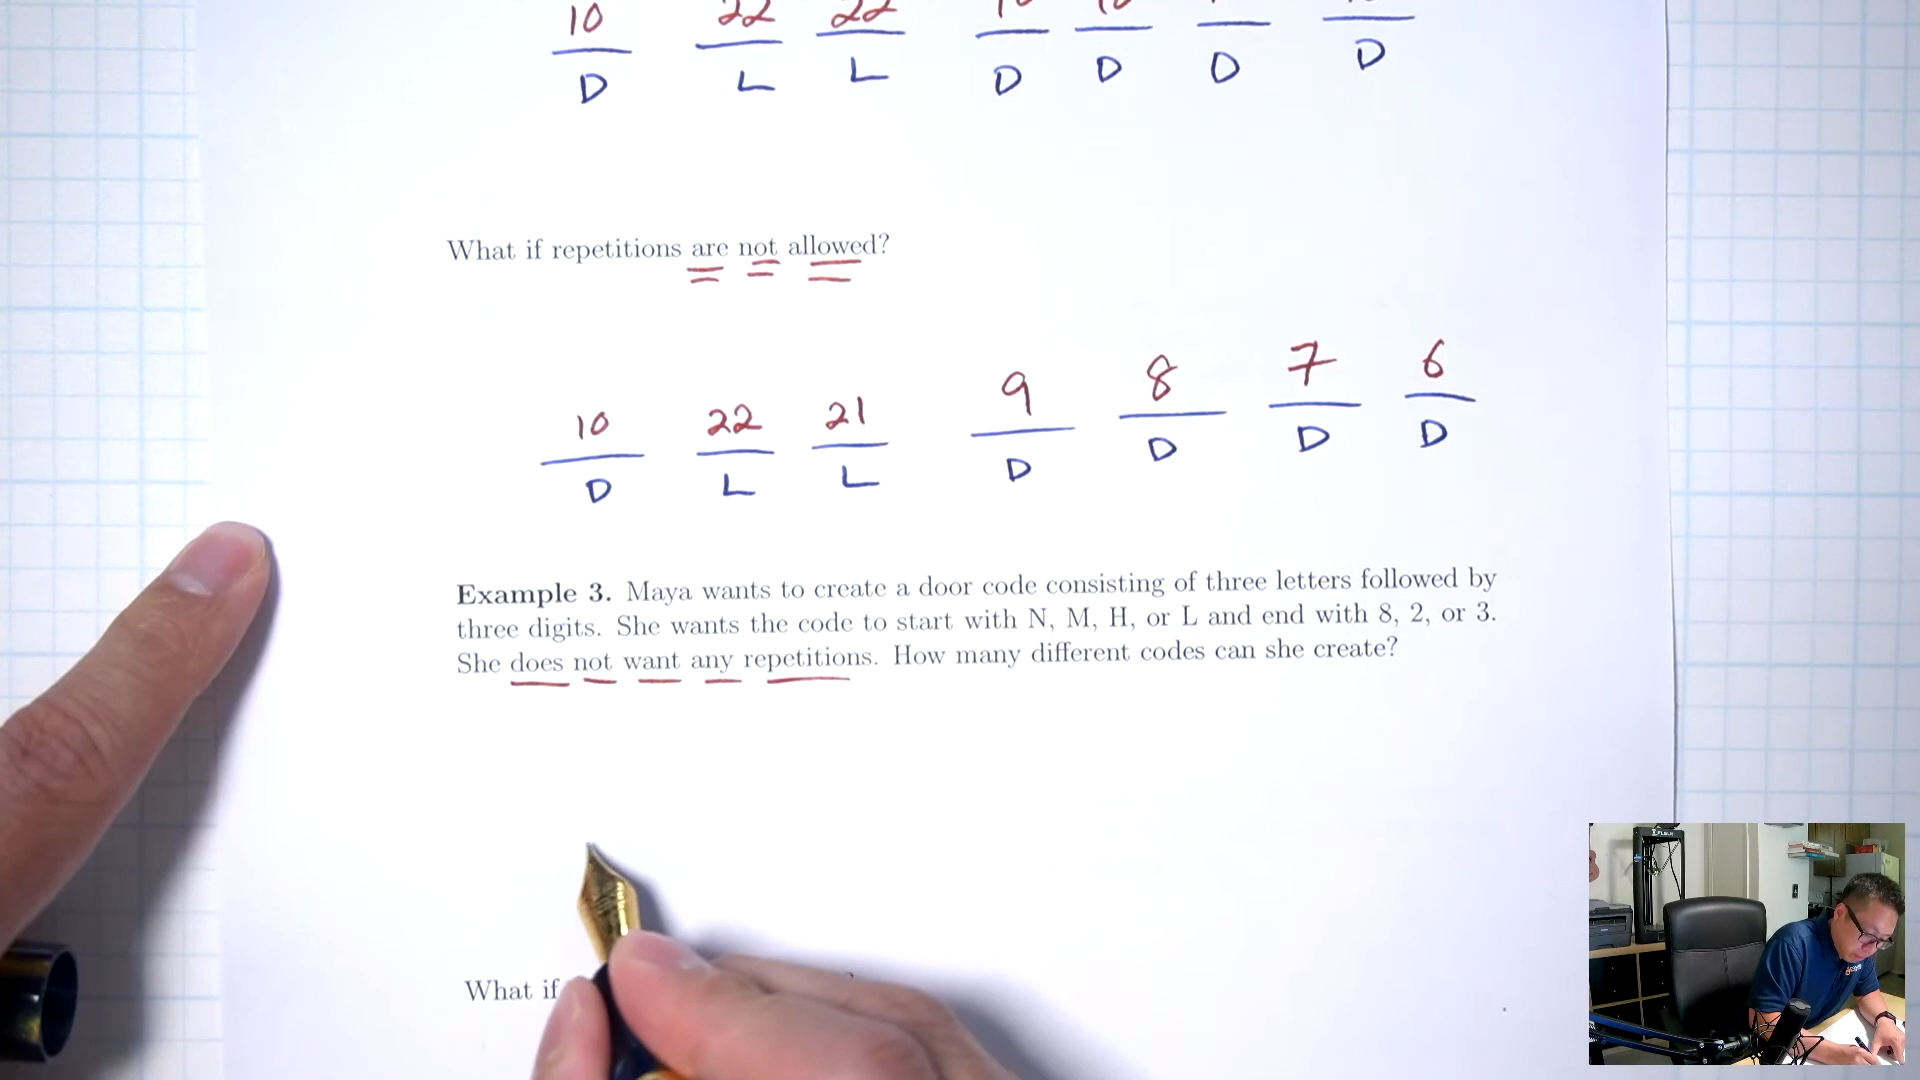 10 22 22 10 10
D L L D D D D
What if repetitions are not allowed?
10 22 21 9 8 7 6
D L L D D D D
Example 3. Maya wants to create a door code consisting of three letters followed by
three digits. She wants the code to start with N, M, H, or L and end with 8, 2, or 3.
She does not want any repetitions. How many different codes can she create?
What if